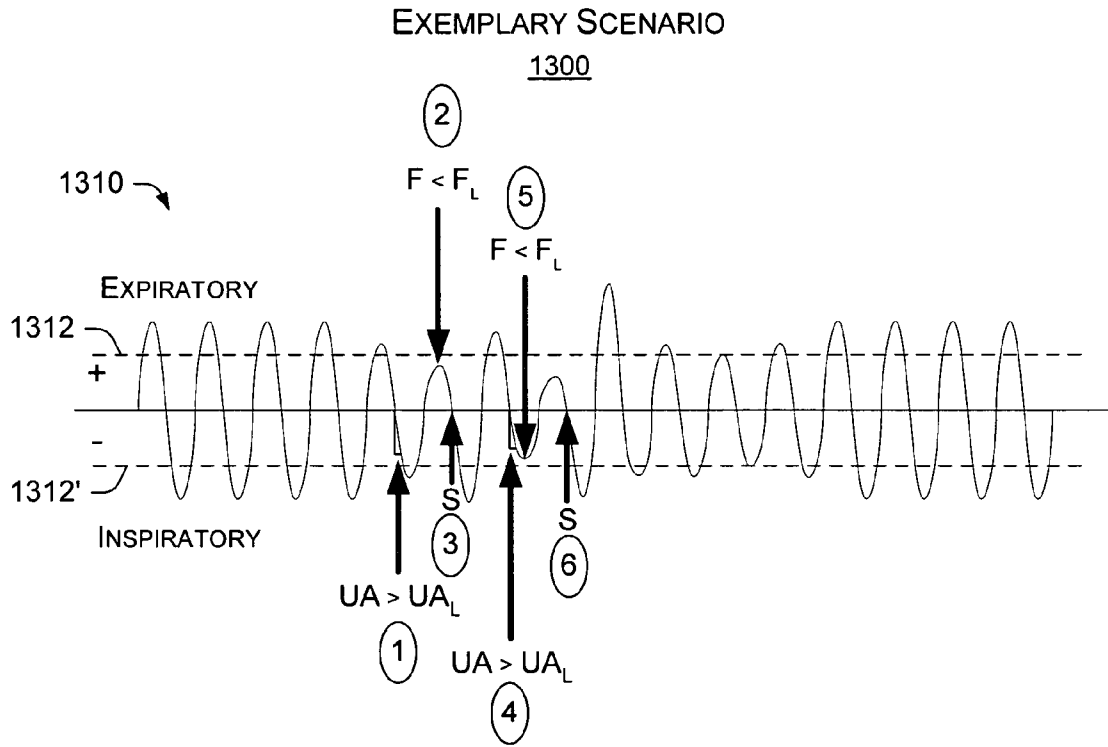 EXEMPLARY SCENARIO
1300
2
F < FL
1310
5
F < FL
EXPIRATORY
1312
+
-
1312'
INSPIRATORY
S
3
S
6
UA > UAL
1
UA > UAL
4